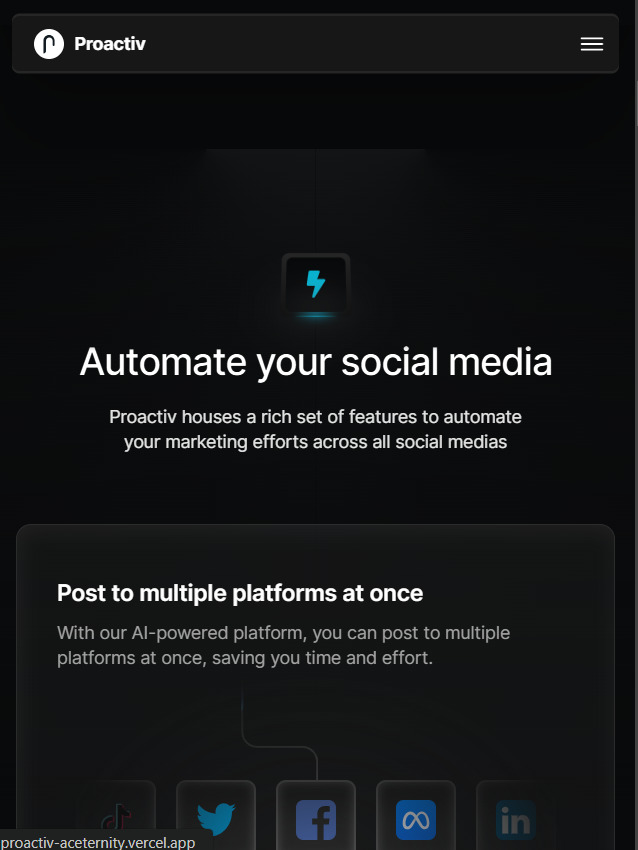 Proactiv
Automate your social media
Proactiv houses a rich set of features to automate
your marketing efforts across all social medias
Post to multiple platforms at once
With our AI-powered platform, you can post to multiple
platforms at once, saving you time and effort.
in
proactiv-aceternity.vercel.app